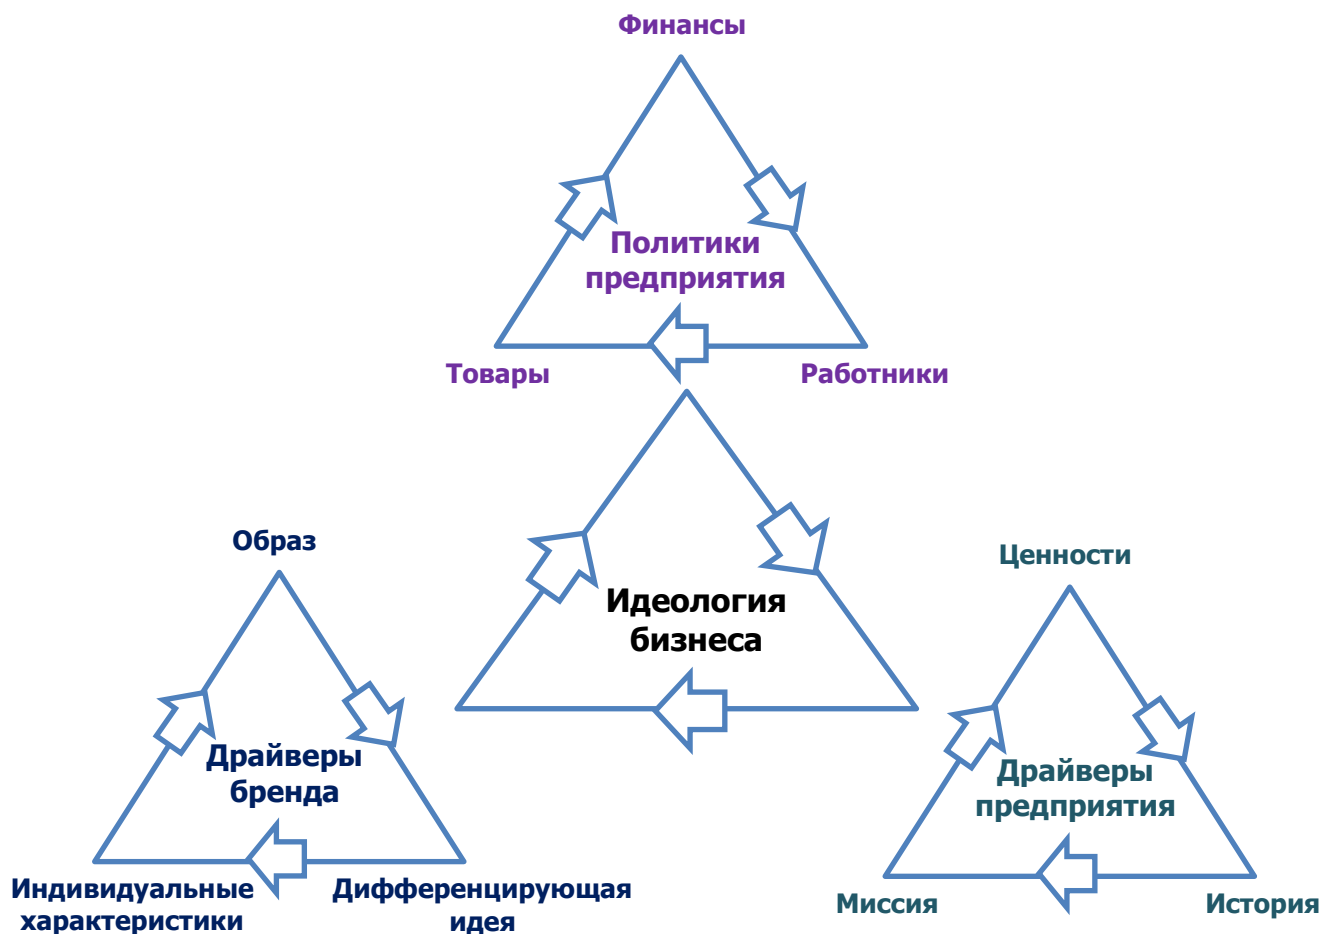 Финансы
Политики
предприятия
Товары
Работники
Образ
Ценности
Идеология
бизнеса
Драйверы
бренда
Драйверы
предприятия
Индивидуальные
характеристики
Дифференцирующая
идея
Миссия
История